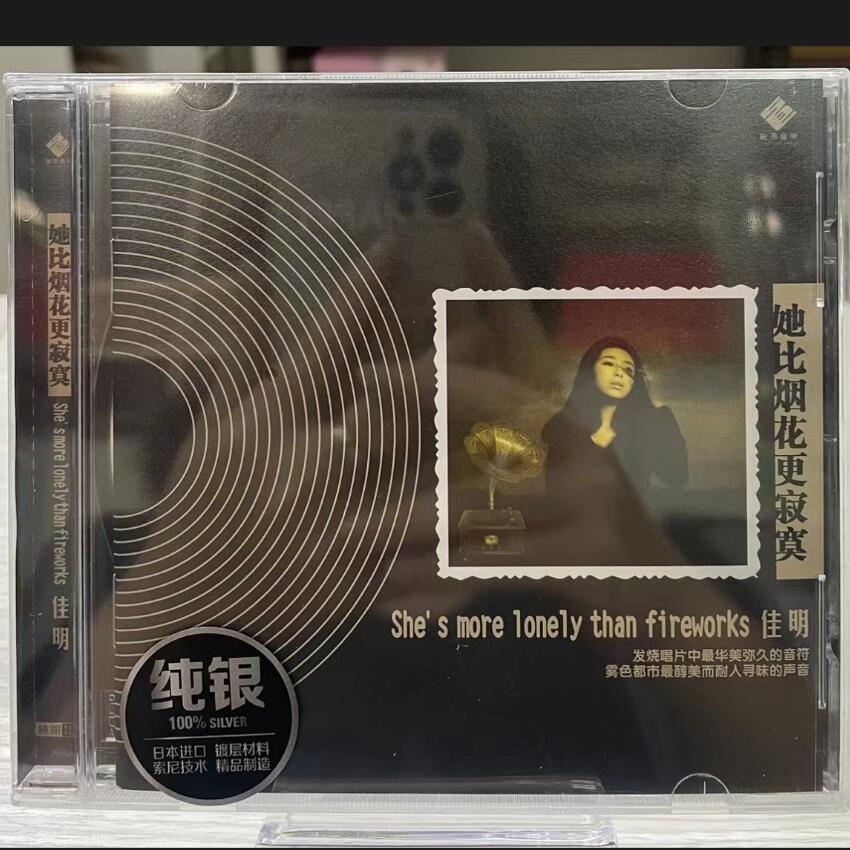 她比烟花更寂寞
She's more lonely than fireworks 佳明
纯银
她比烟花更寂寞
She's more lonely than fireworks 佳明
发烧唱片中最华美弥久的音符
雾色都市最醇美而耐人寻味的声音
纯银
100% SILVER
日本进口 镀层材料
索尼技术 精品制造